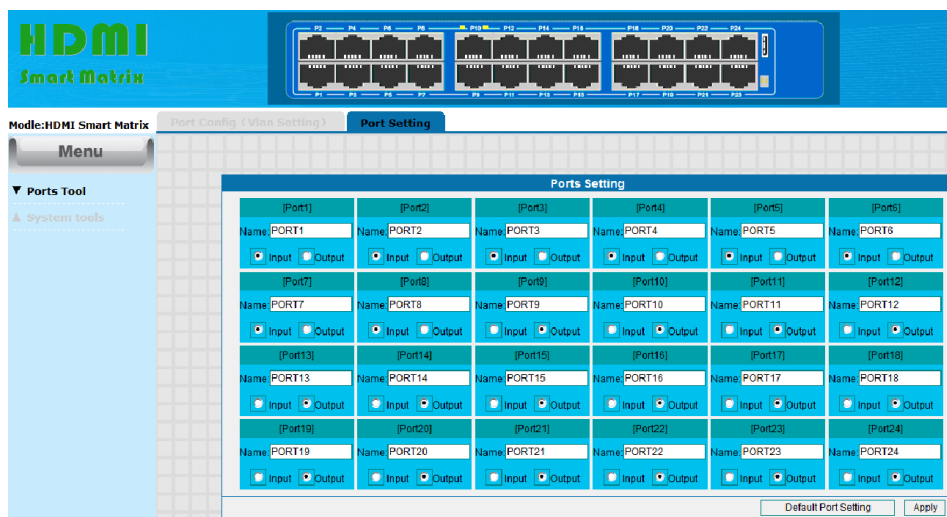 HDMI
Smart Matrix
P2 P4 P6 P8 P10 P12 P14 P16 P18 P20 P22 P24
P1 P3 P5 P7 P9 P11 P13 P15 P17 P19 P21 P23
Modle:HDMI Smart Matrix
Port Config (Vlan Setting) Port Setting
Menu
Ports Tool
System tools
Ports Setting
[Port1] [Port2] [Port3] [Port4] [Port5] [Port6]
Name: PORT1 Name: PORT2 Name: PORT3 Name: PORT4 Name: PORT5 Name: PORT6
Input Output Input Output Input Output Input Output Input Output Input Output
[Port7] [Port8] [Port9] [Port10] [Port11] [Port12]
Name: PORT7 Name: PORT8 Name: PORT9 Name: PORT10 Name: PORT11 Name: PORT12
Input Output Input Output Input Output Input Output Input Output Input Output
[Port13] [Port14] [Port15] [Port16] [Port17] [Port18]
Name: PORT13 Name: PORT14 Name: PORT15 Name: PORT16 Name: PORT17 Name: PORT18
Input Output Input Output Input Output Input Output Input Output Input Output
[Port19] [Port20] [Port21] [Port22] [Port23] [Port24]
Name: PORT19 Name: PORT20 Name: PORT21 Name: PORT22 Name: PORT23 Name: PORT24
Input Output Input Output Input Output Input Output Input Output Input Output
Default Port Setting Apply